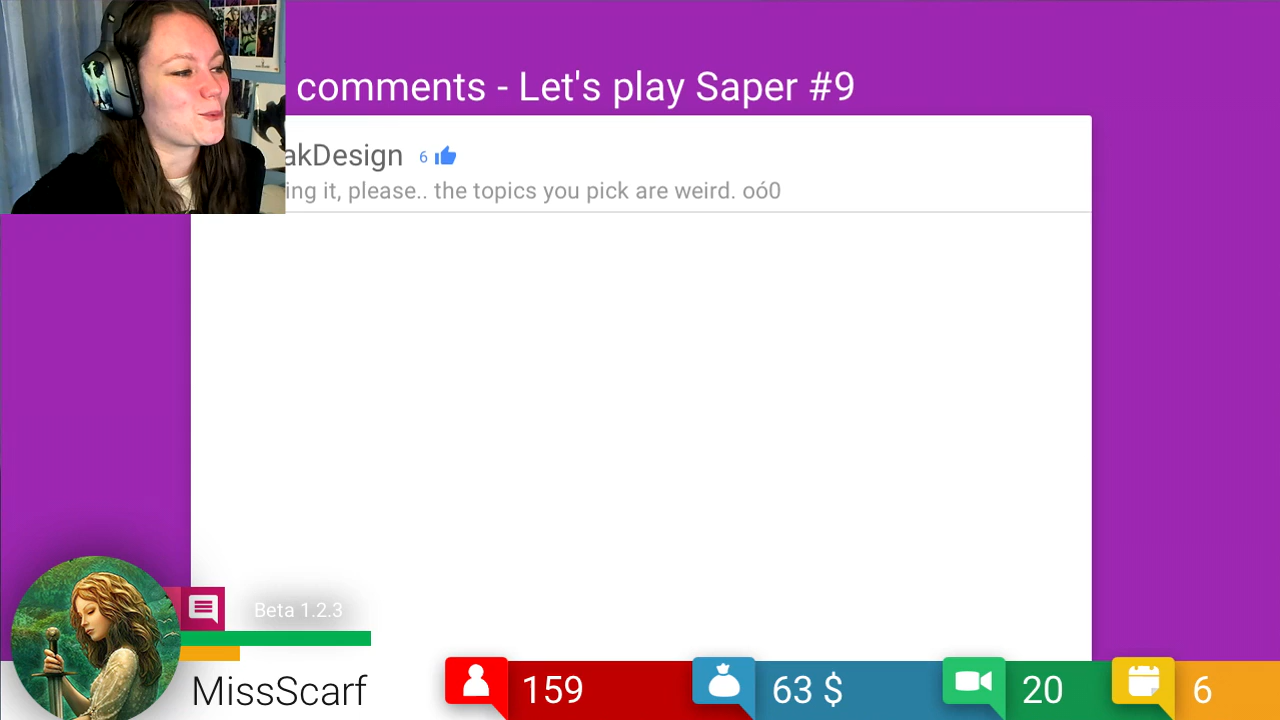 comments - Let's play Saper #9
akDesign 6
ing it, please.. the topics you pick are weird. oó0
Beta 1.2.3
MissScarf
159
63 $
20
6